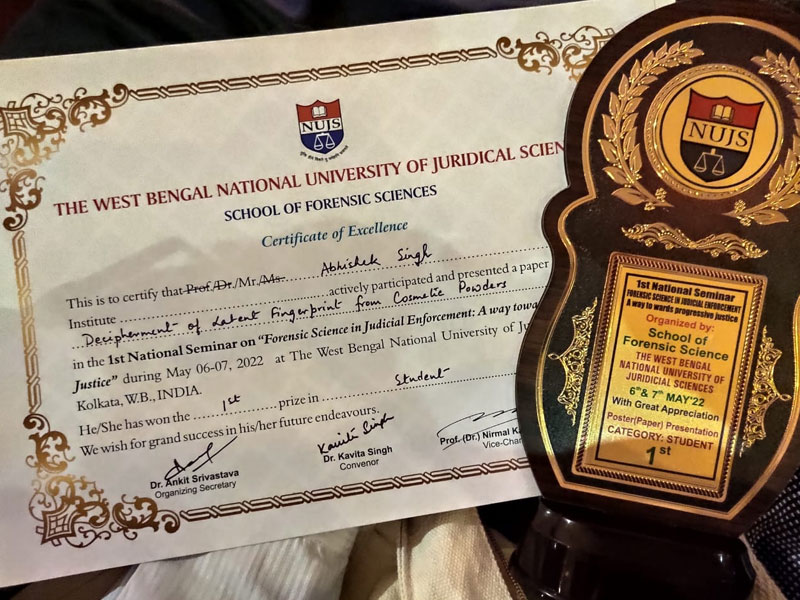 NUJS
THE WEST BENGAL NATIONAL UNIVERSITY OF JURIDICAL SCIEN
SCHOOL OF FORENSIC SCIENCES
Certificate of Excellence
This is to certify that Prof./Dr./Mr./Ms. Abhishek Singh
Institute ............ actively participated and presented a paper
Decipherment of Latent Fingerprint from Cosmetic Powders
in the 1st National Seminar on "Forensic Science in Judicial Enforcement: A way towar
Justice" during May 06-07, 2022 at The West Bengal National University of Ju
Kolkata, W.B., INDIA.
He/She has won the 1st prize in Student
We wish for grand success in his/her future endeavours.
Kavita Singh
Dr. Ankit Srivastava
Organizing Secretary
Dr. Kavita Singh
Convenor
Prof. (Dr.) Nirmal K
Vice-Chan
NUJS
1st National Seminar
FORENSIC SCIENCE IN JUDICIAL ENFORCEMENT
A way to wards progressive justice
Organized by:
School of
Forensic Science
THE WEST BENGAL
NATIONAL UNIVERSITY OF
JURIDICAL SCIENCES
6th & 7th MAY'22
With Great Appreciation
Poster(Paper) Presentation
CATEGORY: STUDENT
1st